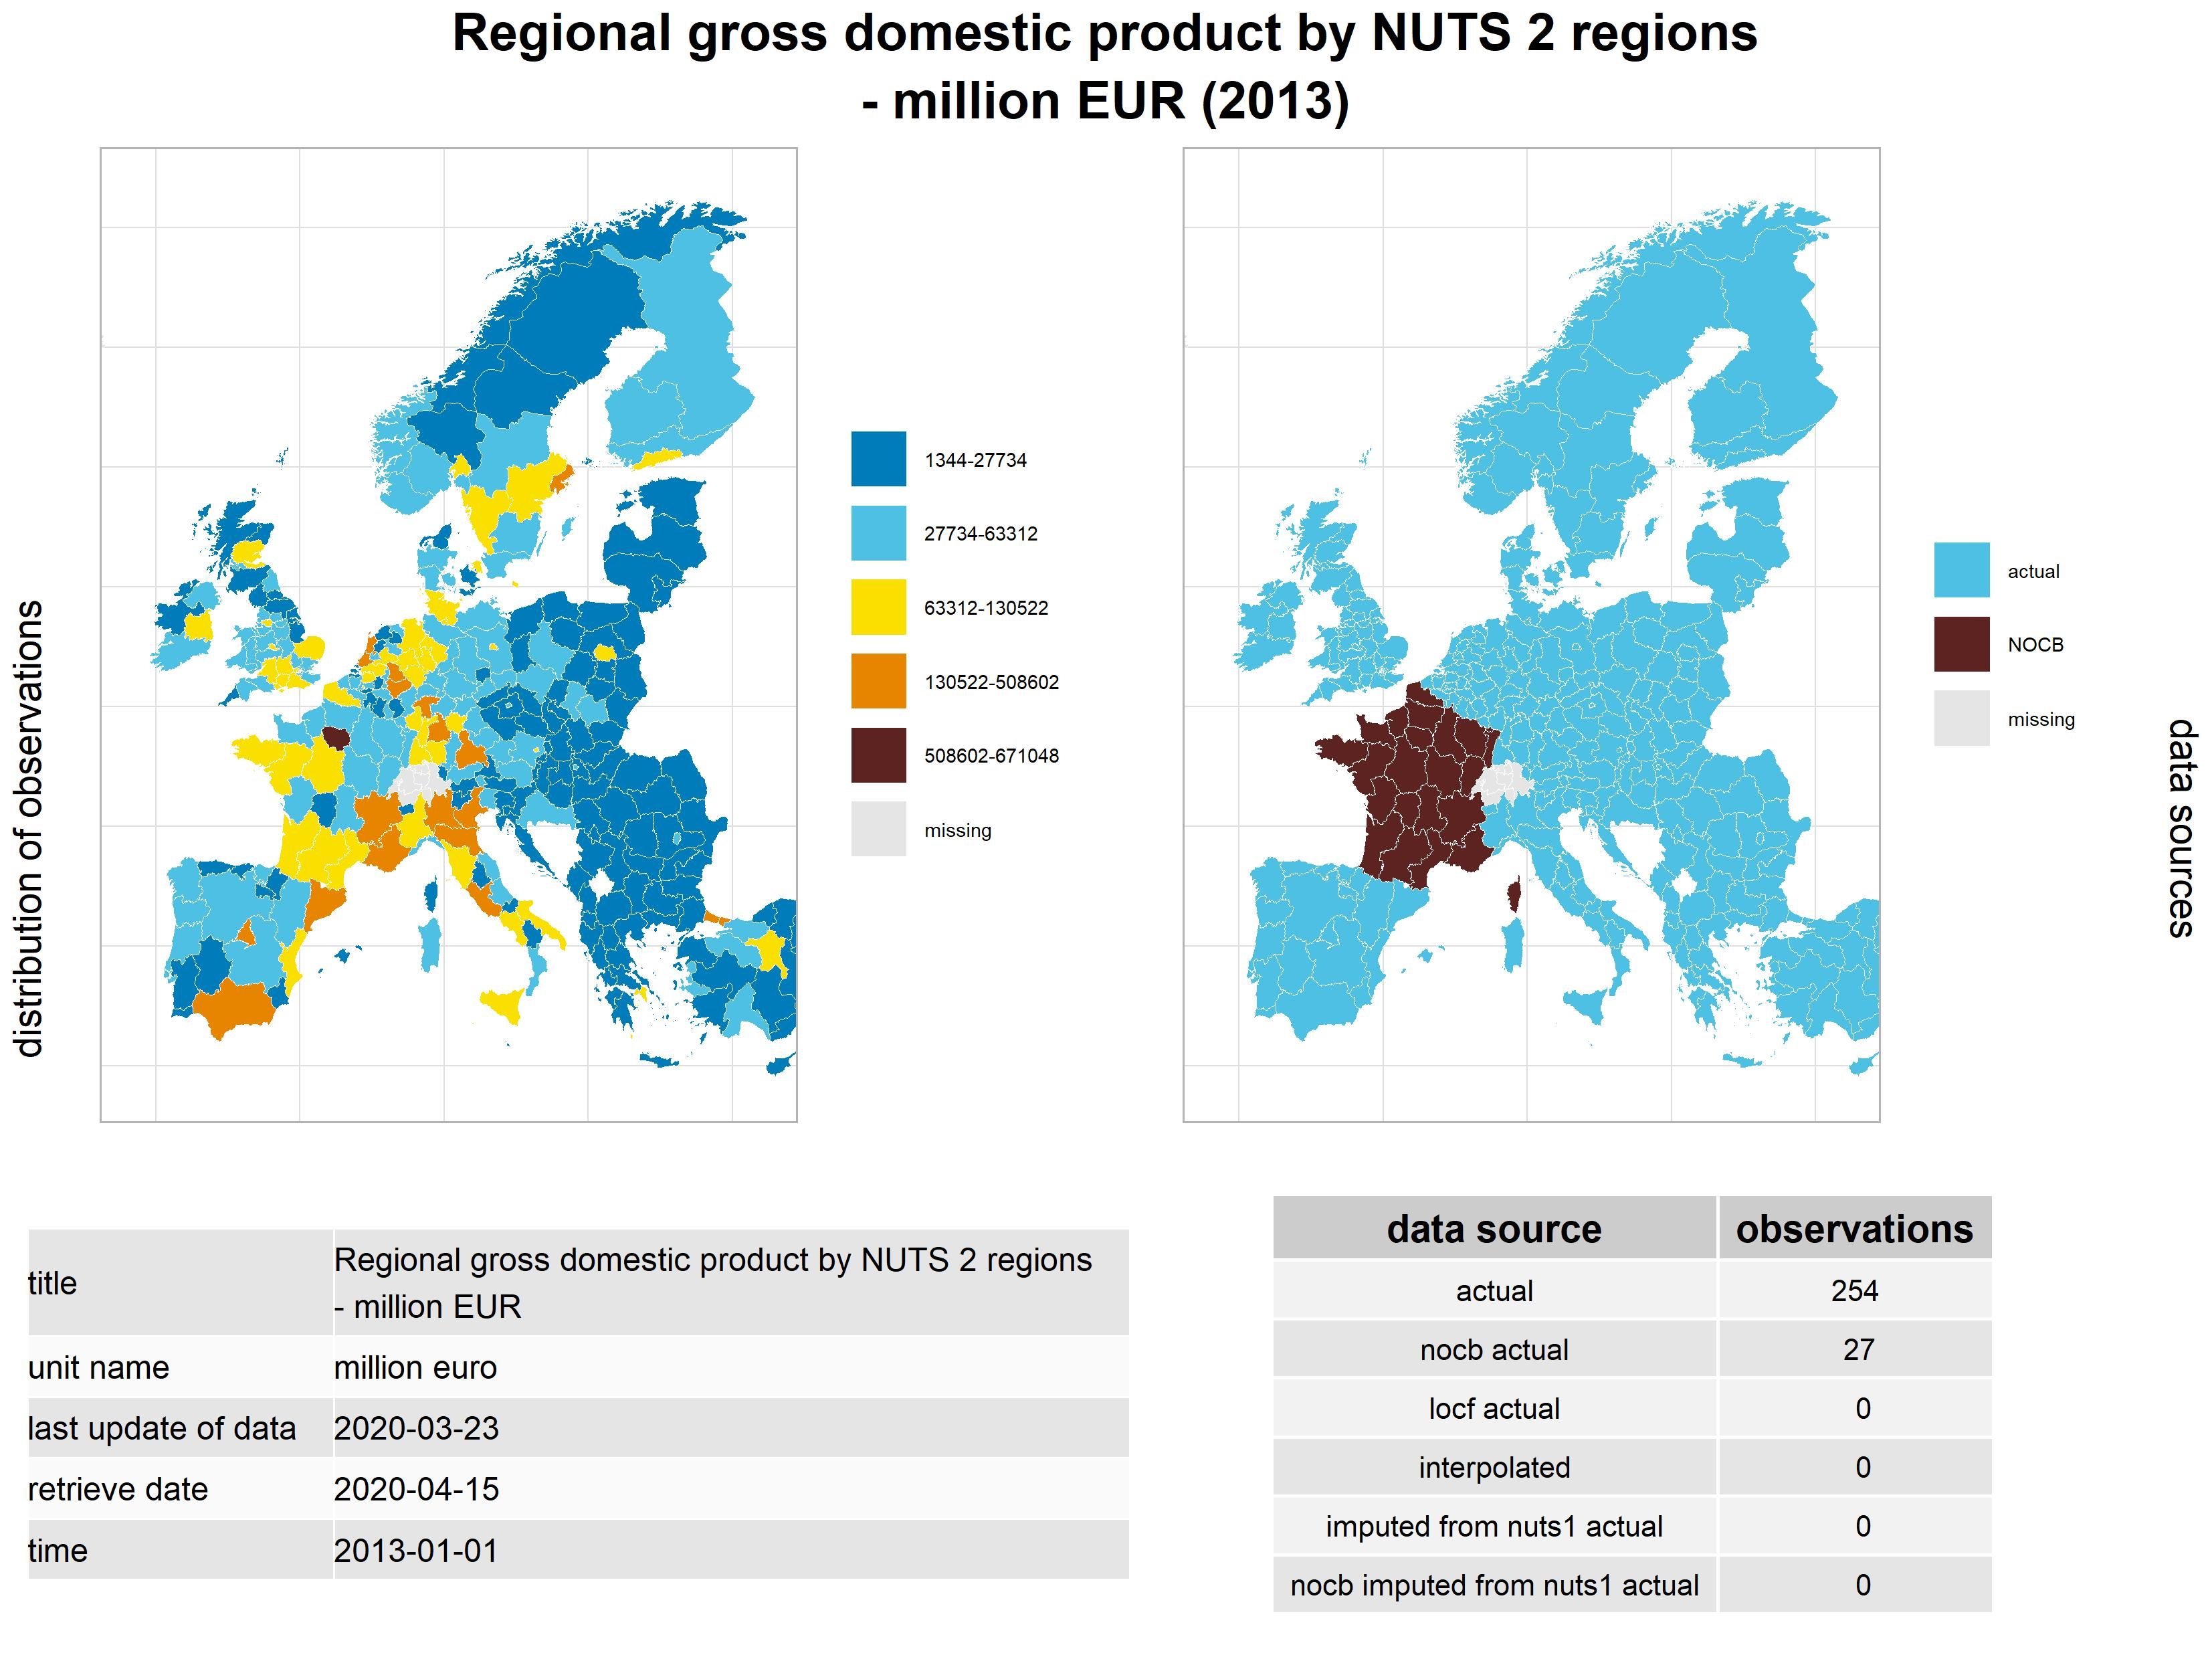 Regional gross domestic product by NUTS 2 regions
- million EUR (2013)
distribution of observations
1344-27734
27734-63312
63312-130522
130522-508602
508602-671048
missing
actual
NOCB
missing
data sources
title
Regional gross domestic product by NUTS 2 regions
- million EUR
unit name million euro
last update of data 2020-03-23
retrieve date 2020-04-15
time 2013-01-01
data source observations
actual 254
nocb actual 27
locf actual 0
interpolated 0
imputed from nuts1 actual 0
nocb imputed from nuts1 actual 0